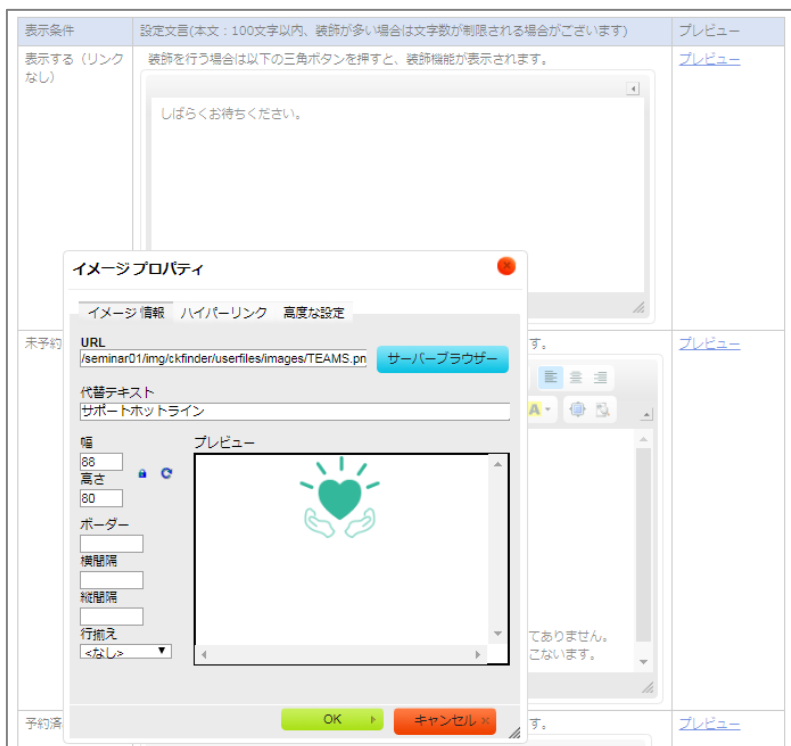 表示条件
設定文言(本文：100文字以内、装飾が多い場合は文字数が制限される場合がございます)
プレビュー
表示する（リンク
なし）
装飾を行う場合は以下の三角ボタンを押すと、装飾機能が表示されます。
プレビュー
しばらくお待ちください。
イメージ プロパティ
イメージ 情報 ハイパーリンク 高度な設定
未予約
す。
プレビュー
URL
/seminar01/img/ckfinder/userfiles/images/TEAMS.pn
サーバーブラウザー
代替テキスト
サポートホットライン
A
幅
プレビュー
88
高さ
80
ボーダー
横間隔
縦間隔
行揃え
<なし>
てありません。
こないます。
OK
キャンセル
予約済
す。
プレビュー